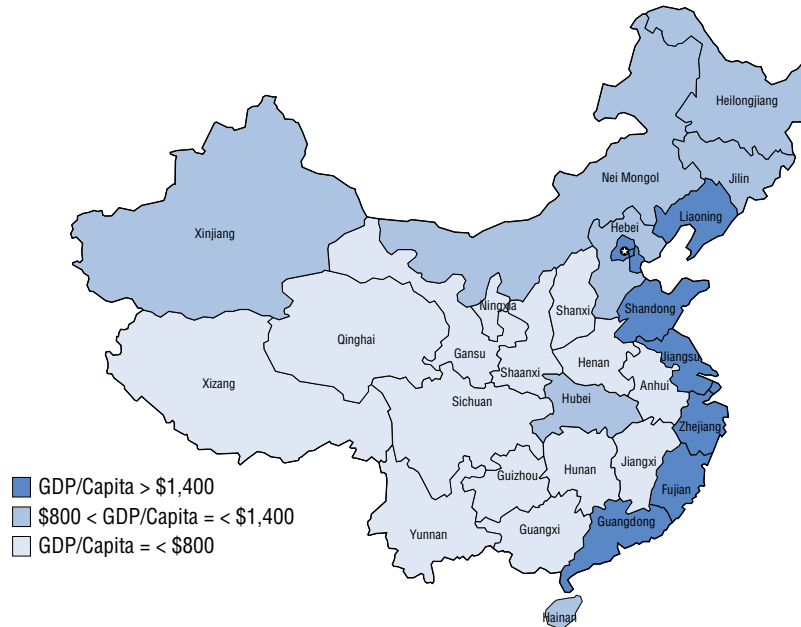 Heilongjiang
Nei Mongol
Jilin
Liaoning
Hebei
Xinjiang
Shandong
Ningxia
Shanxi
Qinghai
Gansu
Shaanxi
Henan
Jiangsu
Xizang
Sichuan
Hubei
Anhui
Zhejiang
Guizhou
Hunan
Jiangxi
Fujian
Yunnan
Guangxi
Guangdong
Hainan
GDP/Capita > $1,400
$800 < GDP/Capita = < $1,400
GDP/Capita = < $800